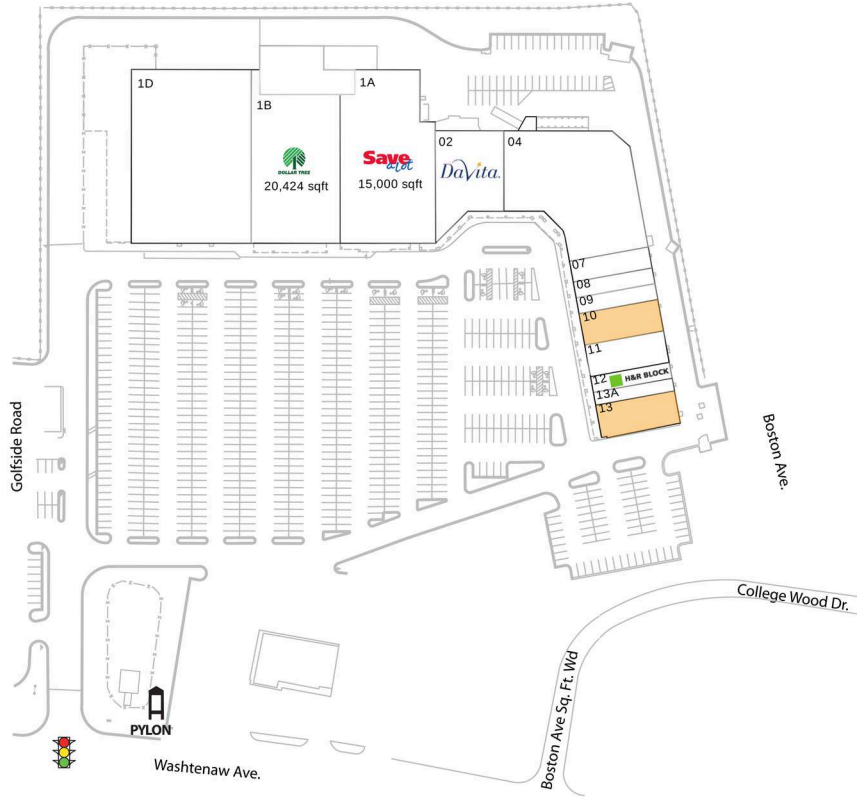 1D
1B
1A
DOLLAR TREE
20,424 sqft
Save
a lot
15,000 sqft
02
DaVita.
04
07
08
09
10
11
12
H&R BLOCK
13A
13
Golfside Road
Boston Ave.
College Wood Dr.
Boston Ave Sq. Ft. Wd
PYLON
Washtenaw Ave.